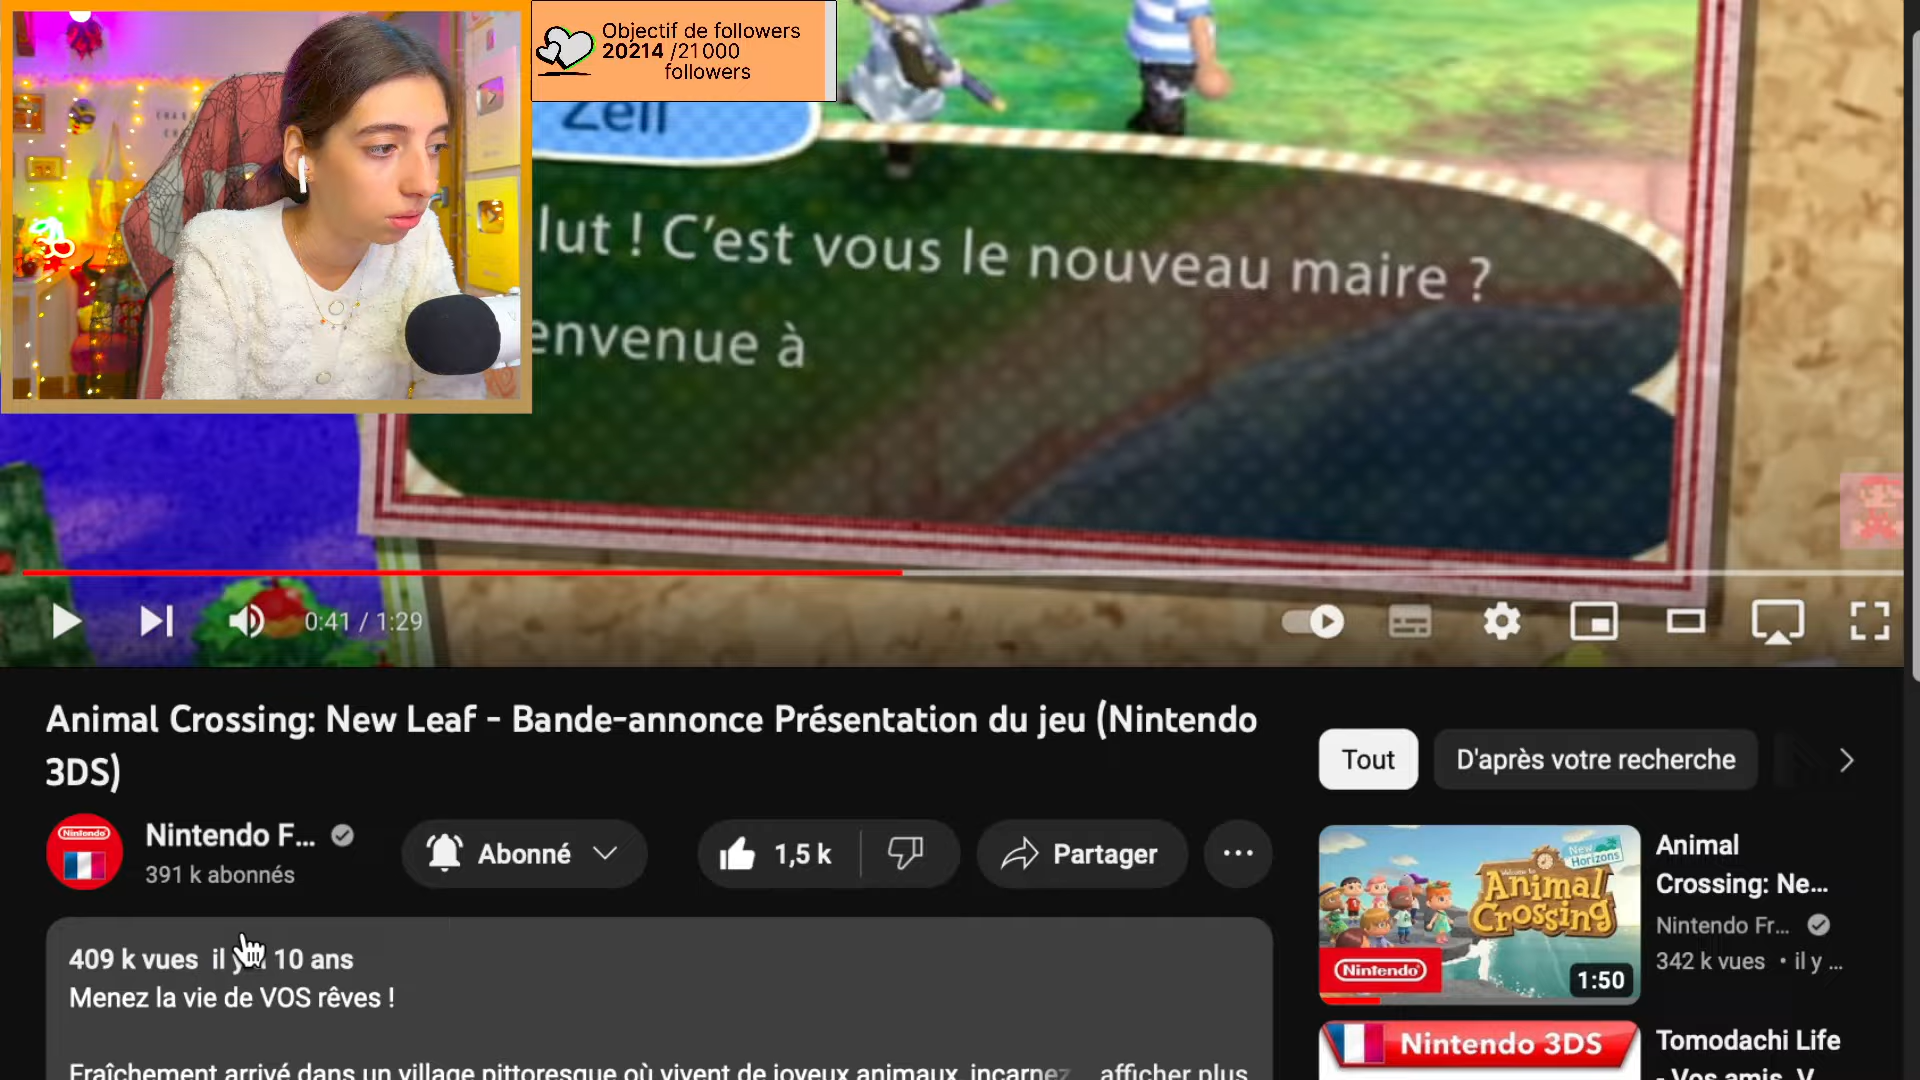 Objectif de followers
20214 /21000
followers
Zell
lut ! C'est vous le nouveau maire ?
envenue à
0:41 / 1:29
Animal Crossing: New Leaf - Bande-annonce Présentation du jeu (Nintendo
3DS)
Nintendo F...
391 k abonnés
Abonné
1,5 k
Partager
Tout
D'après votre recherche
409 k vues il y a 10 ans
Menez la vie de VOS rêves !
Fraîchement arrivé dans un village pittoresque où vivent de joyeux animaux, incarnez
afficher plus
Nintendo
New
Horizons
Animal
Crossing
Nintendo
1:50
Animal
Crossing: Ne...
Nintendo Fr...
342 k vues • il y ...
Nintendo 3DS
Tomodachi Life
- Vos amis. V...